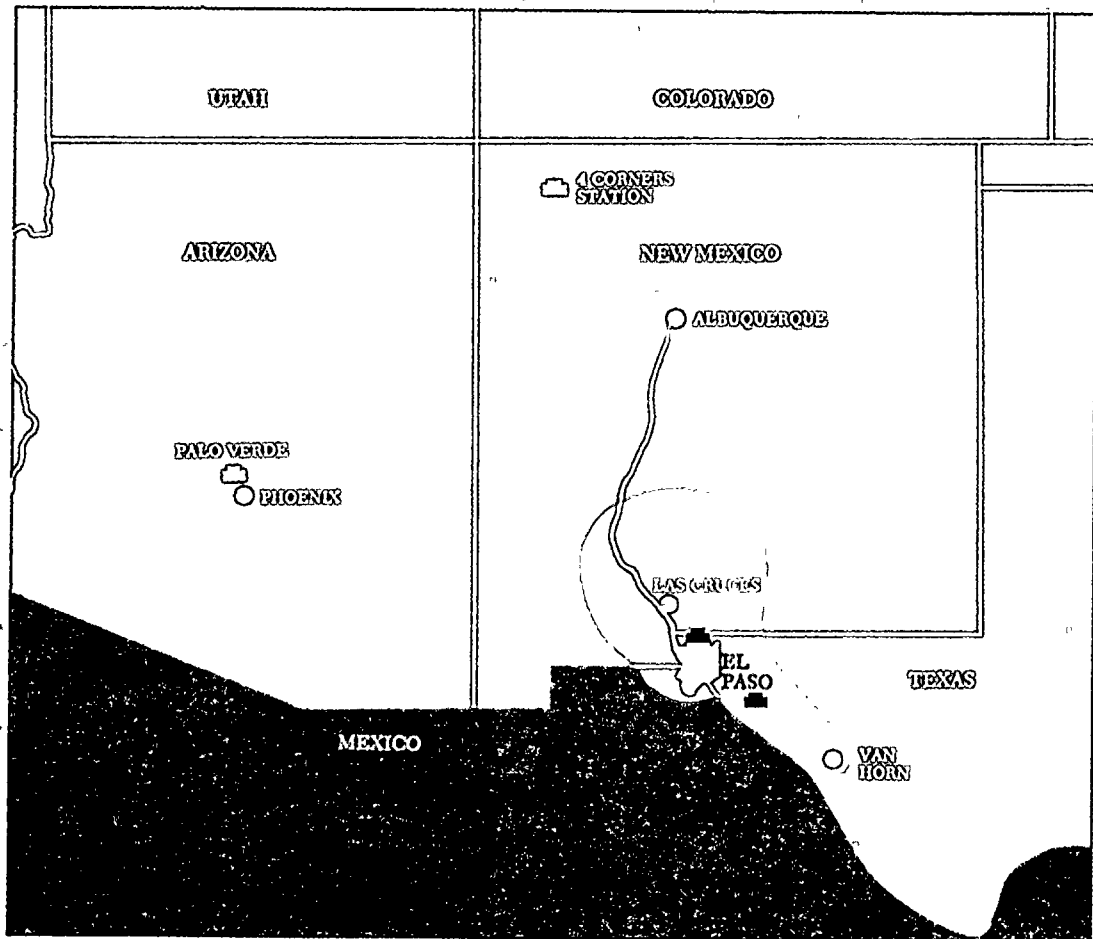 UTAH
COLORADO
4 CORNERS
STATION
ARIZONA
NEW MEXICO
ALBUQUERQUE
PALO VERDE
PHOENIX
LAS CRUCES
EL
PASO
TEXAS
MEXICO
VAN
HORN